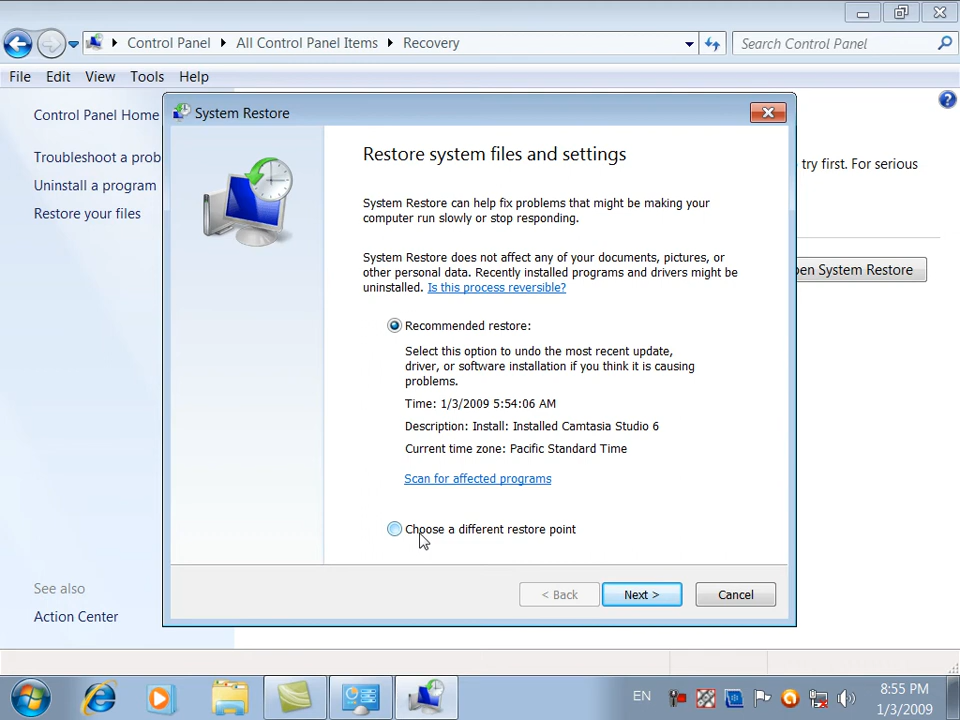 Control Panel
All Control Panel Items
Recovery
Search Control Panel
File Edit View Tools Help
Control Panel Home
Troubleshoot a prob
Uninstall a program
Restore your files
try first. For serious
pen System Restore
System Restore
Restore system files and settings
System Restore can help fix problems that might be making your
computer run slowly or stop responding.
System Restore does not affect any of your documents, pictures, or
other personal data. Recently installed programs and drivers might be
uninstalled. Is this process reversible?
Recommended restore:
Select this option to undo the most recent update,
driver, or software installation if you think it is causing
problems.
Time: 1/3/2009 5:54:06 AM
Description: Install: Installed Camtasia Studio 6
Current time zone: Pacific Standard Time
Scan for affected programs
Choose a different restore point
< Back
Next >
Cancel
See also
Action Center
EN
8:55 PM
1/3/2009